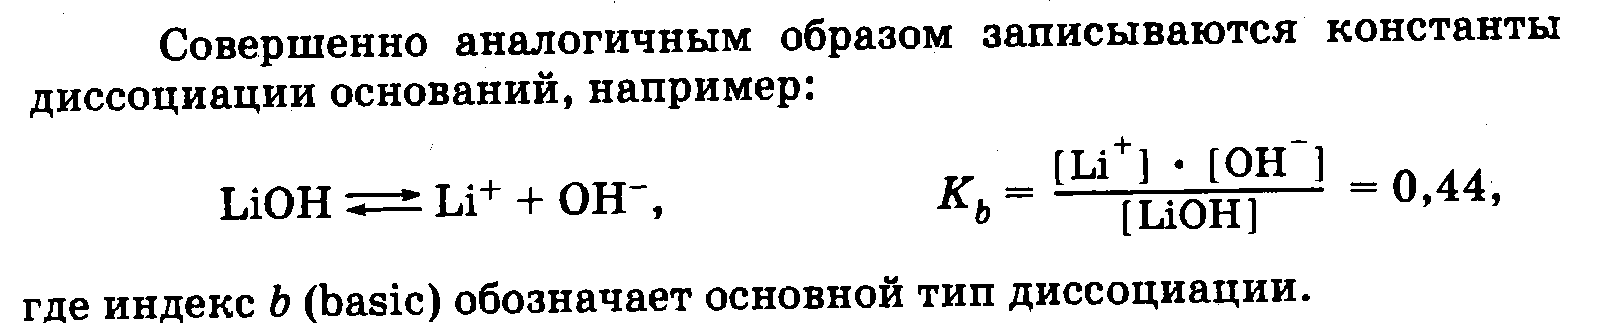 Совершенно аналогичным образом записываются константы
диссоциации оснований, например:
LiOH ⇌ Li⁺ + OH⁻, K_b = [Li⁺] · [OH⁻] / [LiOH] = 0,44,
где индекс b (basic) обозначает основной тип диссоциации.